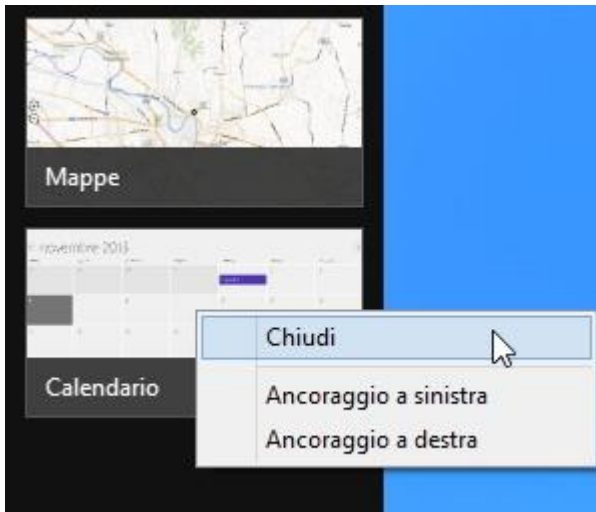 Mappe
novembre 2013
Calendario
Chiudi
Ancoraggio a sinistra
Ancoraggio a destra